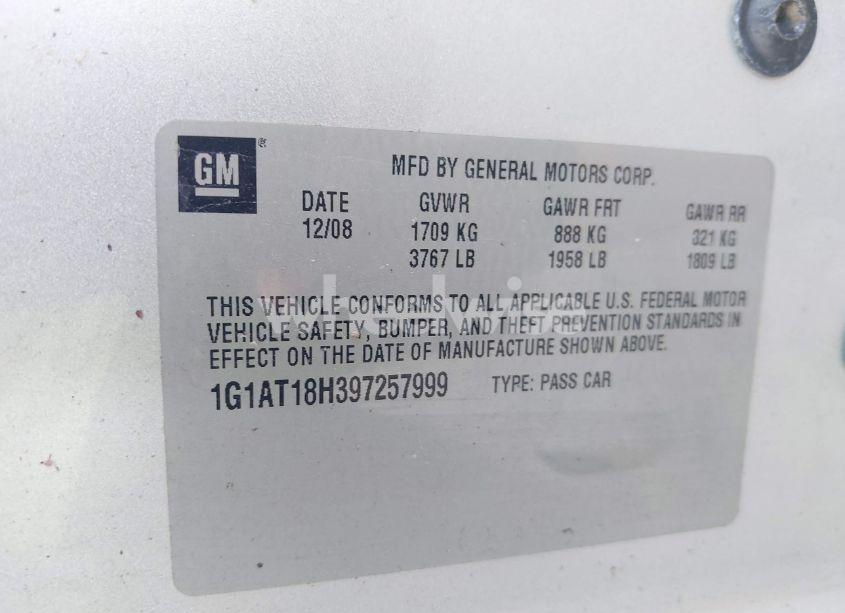 GM
MFD BY GENERAL MOTORS CORP.
DATE GVWR GAWR FRT GAWR RR
12/08 1709 KG 888 KG 821 KG
3767 LB 1958 LB 1809 LB
THIS VEHICLE CONFORMS TO ALL APPLICABLE U.S. FEDERAL MOTOR
VEHICLE SAFETY, BUMPER, AND THEFT PREVENTION STANDARDS IN
EFFECT ON THE DATE OF MANUFACTURE SHOWN ABOVE.
1G1AT18H397257999 TYPE: PASS CAR